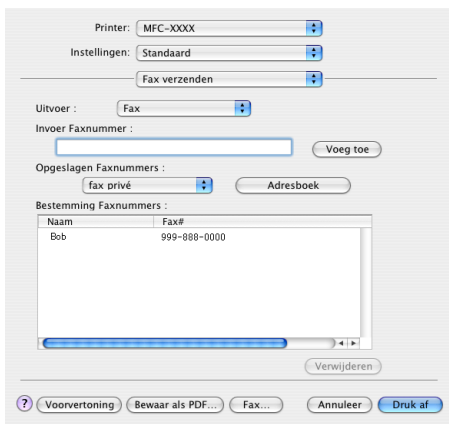 Printer: MFC-XXXX
Instellingen: Standaard
Fax verzenden
Uitvoer : Fax
Invoer Faxnummer :
Voeg toe
Opgeslagen Faxnummers :
fax privé Adresboek
Bestemming Faxnummers :
Naam Fax#
Bob 999-888-0000
Verwijderen
? Voorvertoning Bewaar als PDF... Fax... Annuleer Druk af